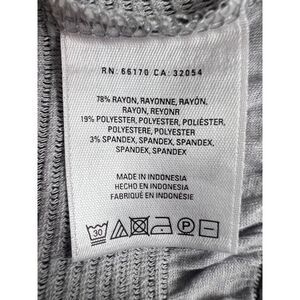 RN: 66170 CA: 32054
78% RAYON, RAYONNE, RAYÓN,
RAYON, REYONR
19% POLYESTER, POLYESTER, POLIÉSTER,
POLYESTERE, POLYESTER
3% SPANDEX, SPANDEX, SPANDEX,
SPANDEX, SPANDEX
MADE IN INDONESIA
HECHO EN INDONESIA
FABRIQUÉ EN INDONÉSIE
30 P